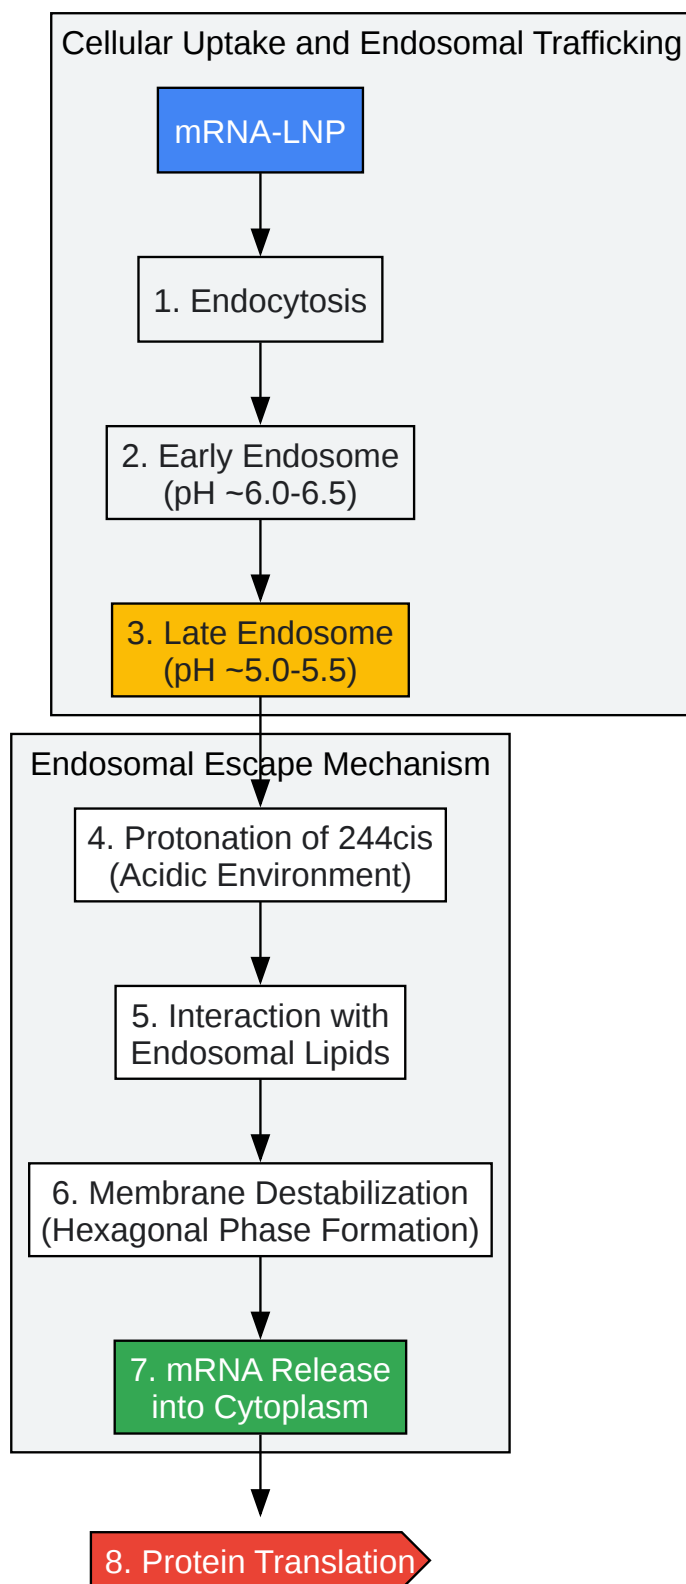 Cellular Uptake and Endosomal Trafficking
mRNA-LNP
1. Endocytosis
2. Early Endosome
(pH ~6.0-6.5)
3. Late Endosome
(pH ~5.0-5.5)
Endosomal Escape Mechanism
4. Protonation of 244cis
(Acidic Environment)
5. Interaction with
Endosomal Lipids
6. Membrane Destabilization
(Hexagonal Phase Formation)
7. mRNA Release
into Cytoplasm
8. Protein Translation